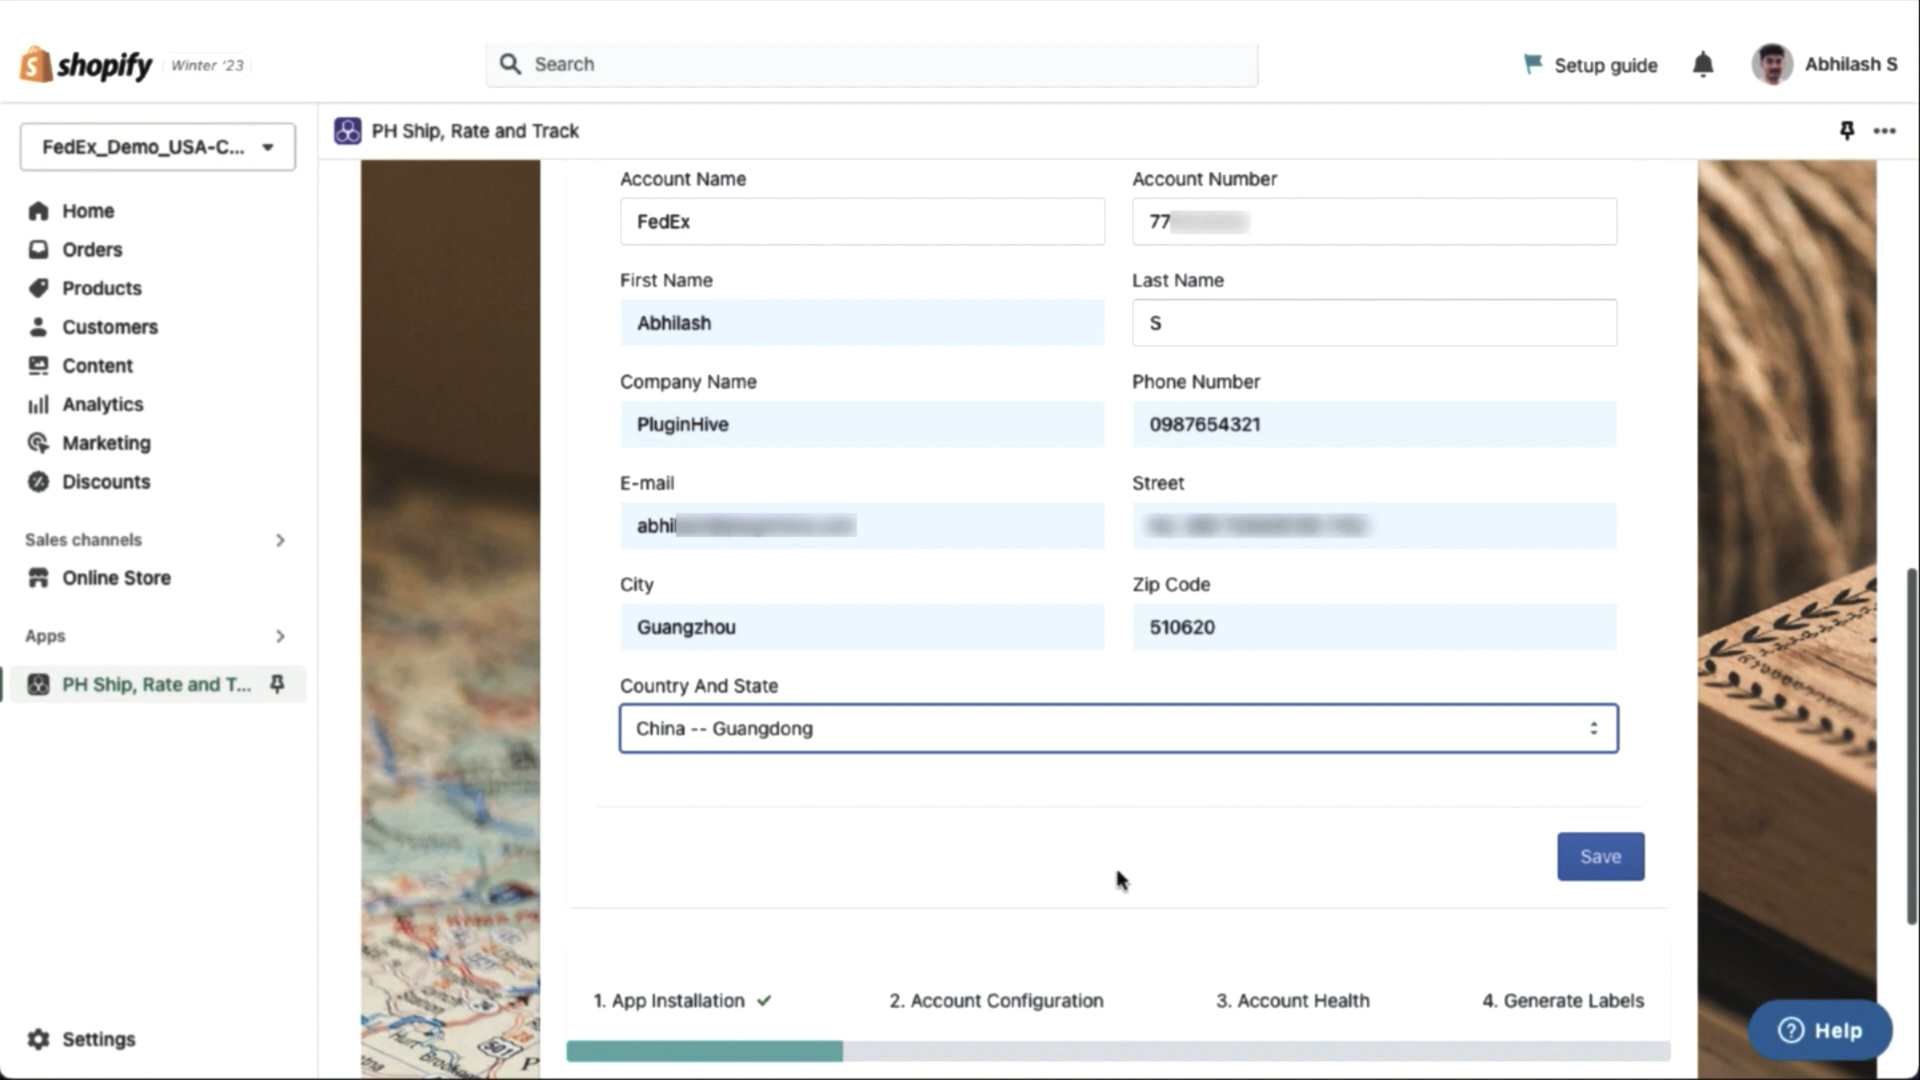 shopify Winter '23
Search
Setup guide
Abhilash S
FedEx_Demo_USA-C...
PH Ship, Rate and Track
Home
Orders
Products
Customers
Content
Analytics
Marketing
Discounts
Sales channels
Online Store
Apps
PH Ship, Rate and T...
Settings
Account Name
Account Number
FedEx
77
First Name
Last Name
Abhilash
S
Company Name
Phone Number
PluginHive
0987654321
E-mail
Street
abhil
City
Zip Code
Guangzhou
510620
Country And State
China -- Guangdong
Save
1. App Installation
2. Account Configuration
3. Account Health
4. Generate Labels
Help
501